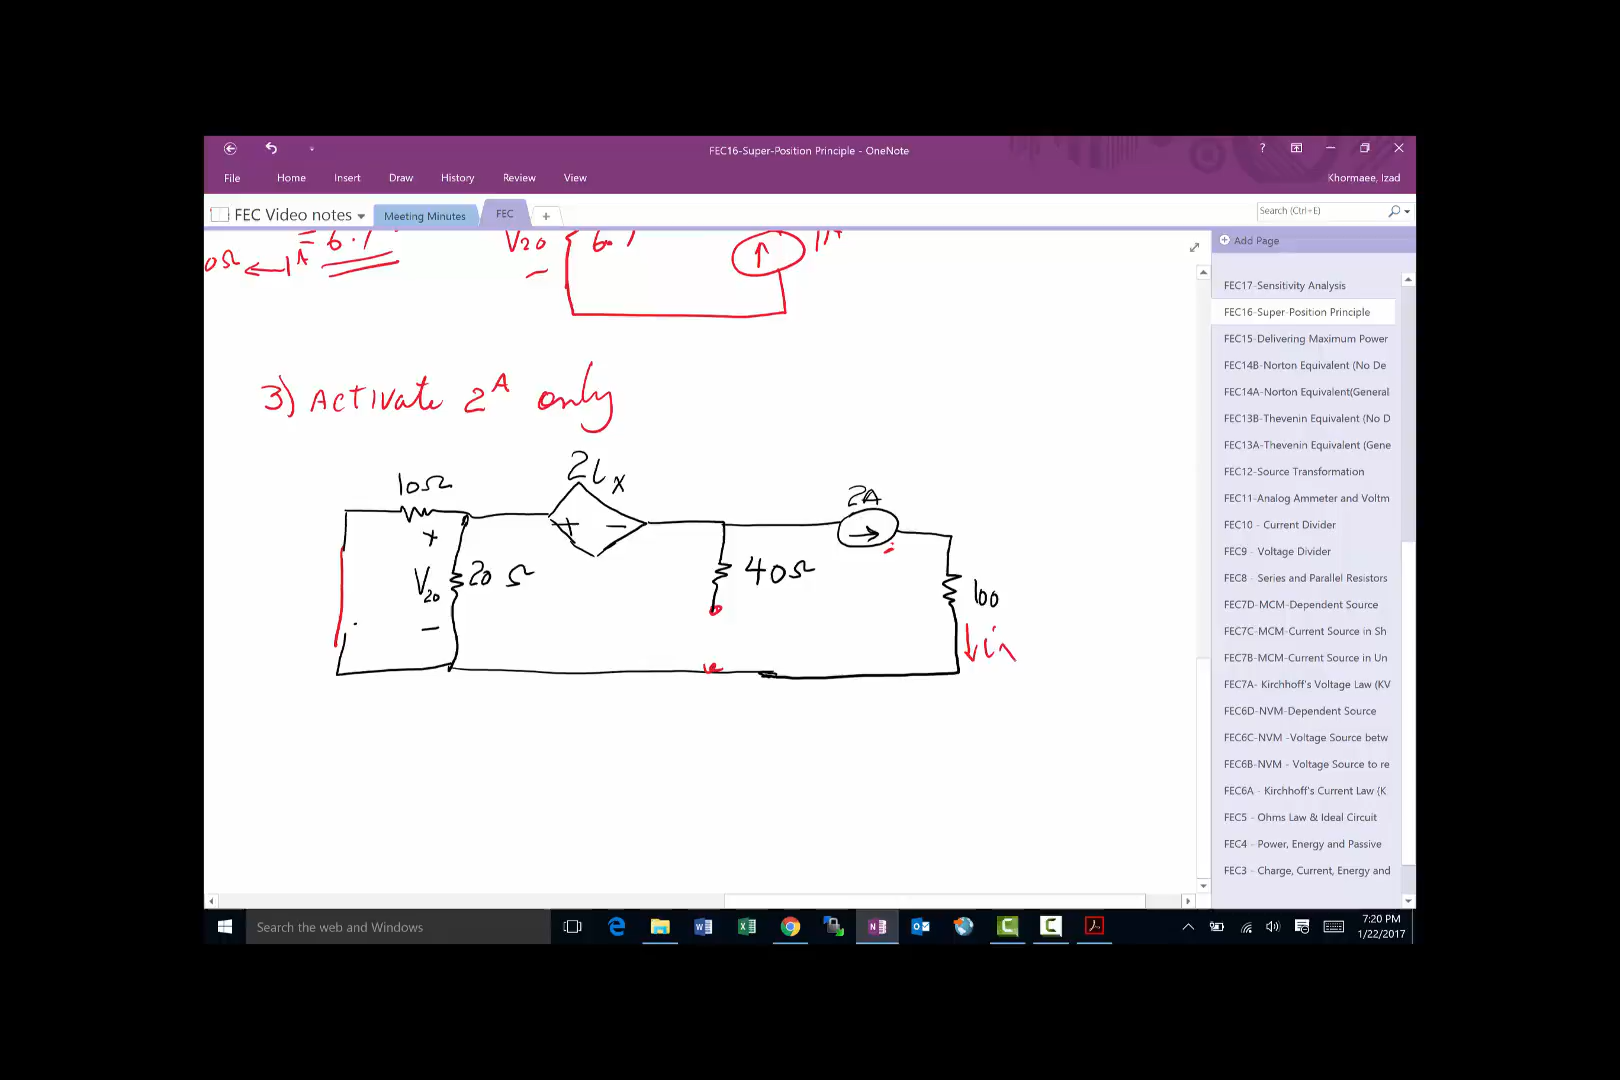 FEC16-Super-Position Principle - OneNote
?
File
Home
Insert
Draw
History
Review
View
Khormaee, Izad
FEC Video notes
Meeting Minutes
FEC
+
Search (Ctrl+E)
Add Page
= 6.7
V20
0Ω ← 1A
−
↑
3) Activate 2A only
10Ω
2ix
2A
+
+ −
→
V20
20 Ω
40Ω
100
−
↓ix
FEC17-Sensitivity Analysis
FEC16-Super-Position Principle
FEC15-Delivering Maximum Power
FEC14B-Norton Equivalent (No De
FEC14A-Norton Equivalent(General
FEC13B-Thevenin Equivalent (No D
FEC13A-Thevenin Equivalent (Gene
FEC12-Source Transformation
FEC11-Analog Ammeter and Voltm
FEC10 - Current Divider
FEC9 - Voltage Divider
FEC8 - Series and Parallel Resistors
FEC7D-MCM-Dependent Source
FEC7C-MCM-Current Source in Sh
FEC7B-MCM-Current Source in Un
FEC7A- Kirchhoff's Voltage Law (KV
FEC6D-NVM-Dependent Source
FEC6C-NVM -Voltage Source betw
FEC6B-NVM - Voltage Source to re
FEC6A - Kirchhoff's Current Law (K
FEC5 - Ohms Law & Ideal Circuit
FEC4 - Power, Energy and Passive
FEC3 - Charge, Current, Energy and
Search the web and Windows
7:20 PM
1/22/2017